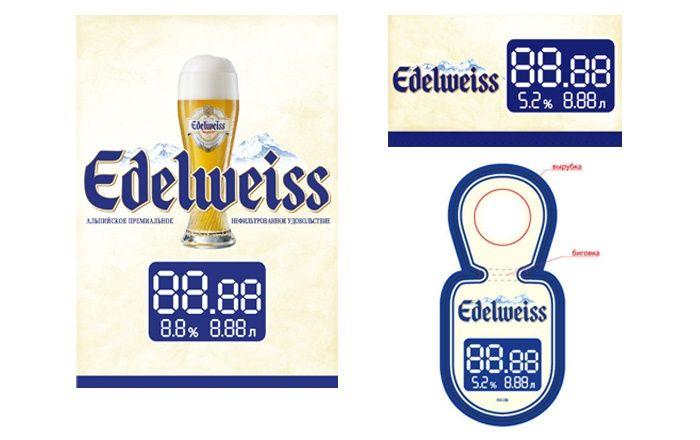 Edelweiss
Edelweiss
АЛЬПИЙСКОЕ ПРЕМИАЛЬНОЕ НЕФИЛЬТРОВАННОЕ УДОВОЛЬСТВИЕ
88.88
8.8% 8.88л
Edelweiss
88.88
5.2% 8.88л
вырубка
биговка
Edelweiss
88.88
5.2% 8.88л